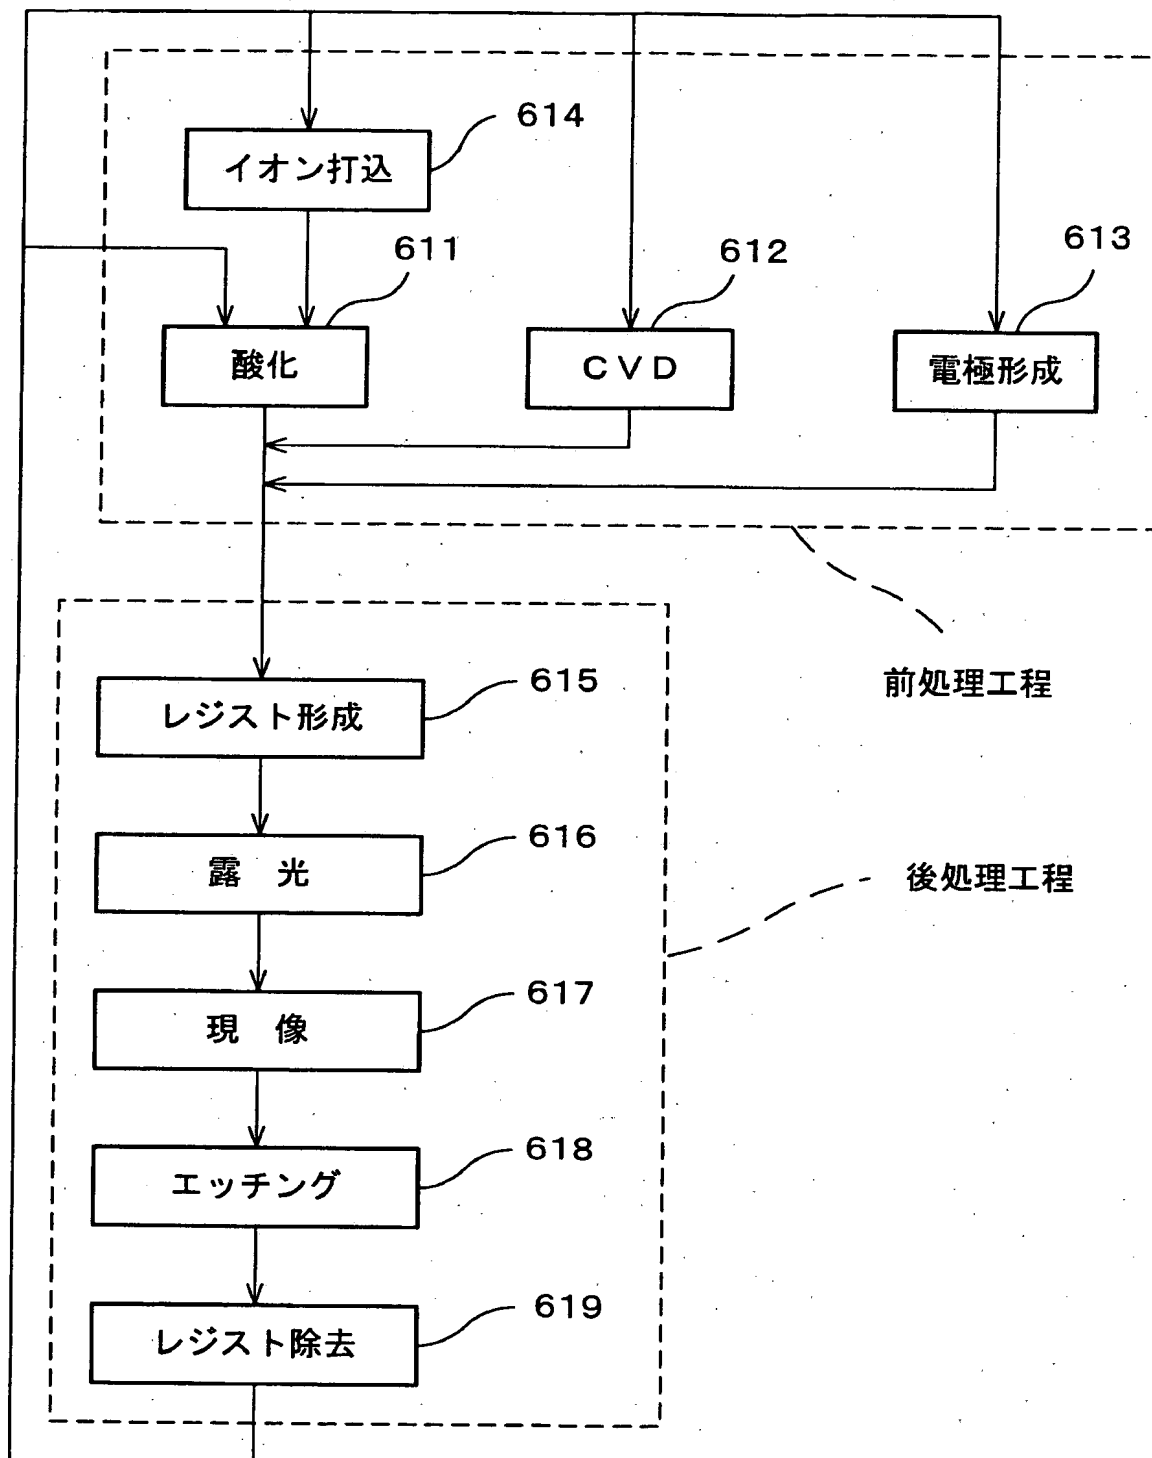 614
イオン打込
611
612
613
酸化
CVD
電極形成
前処理工程
615
レジスト形成
616
露 光
後処理工程
617
現 像
618
エッチング
619
レジスト除去